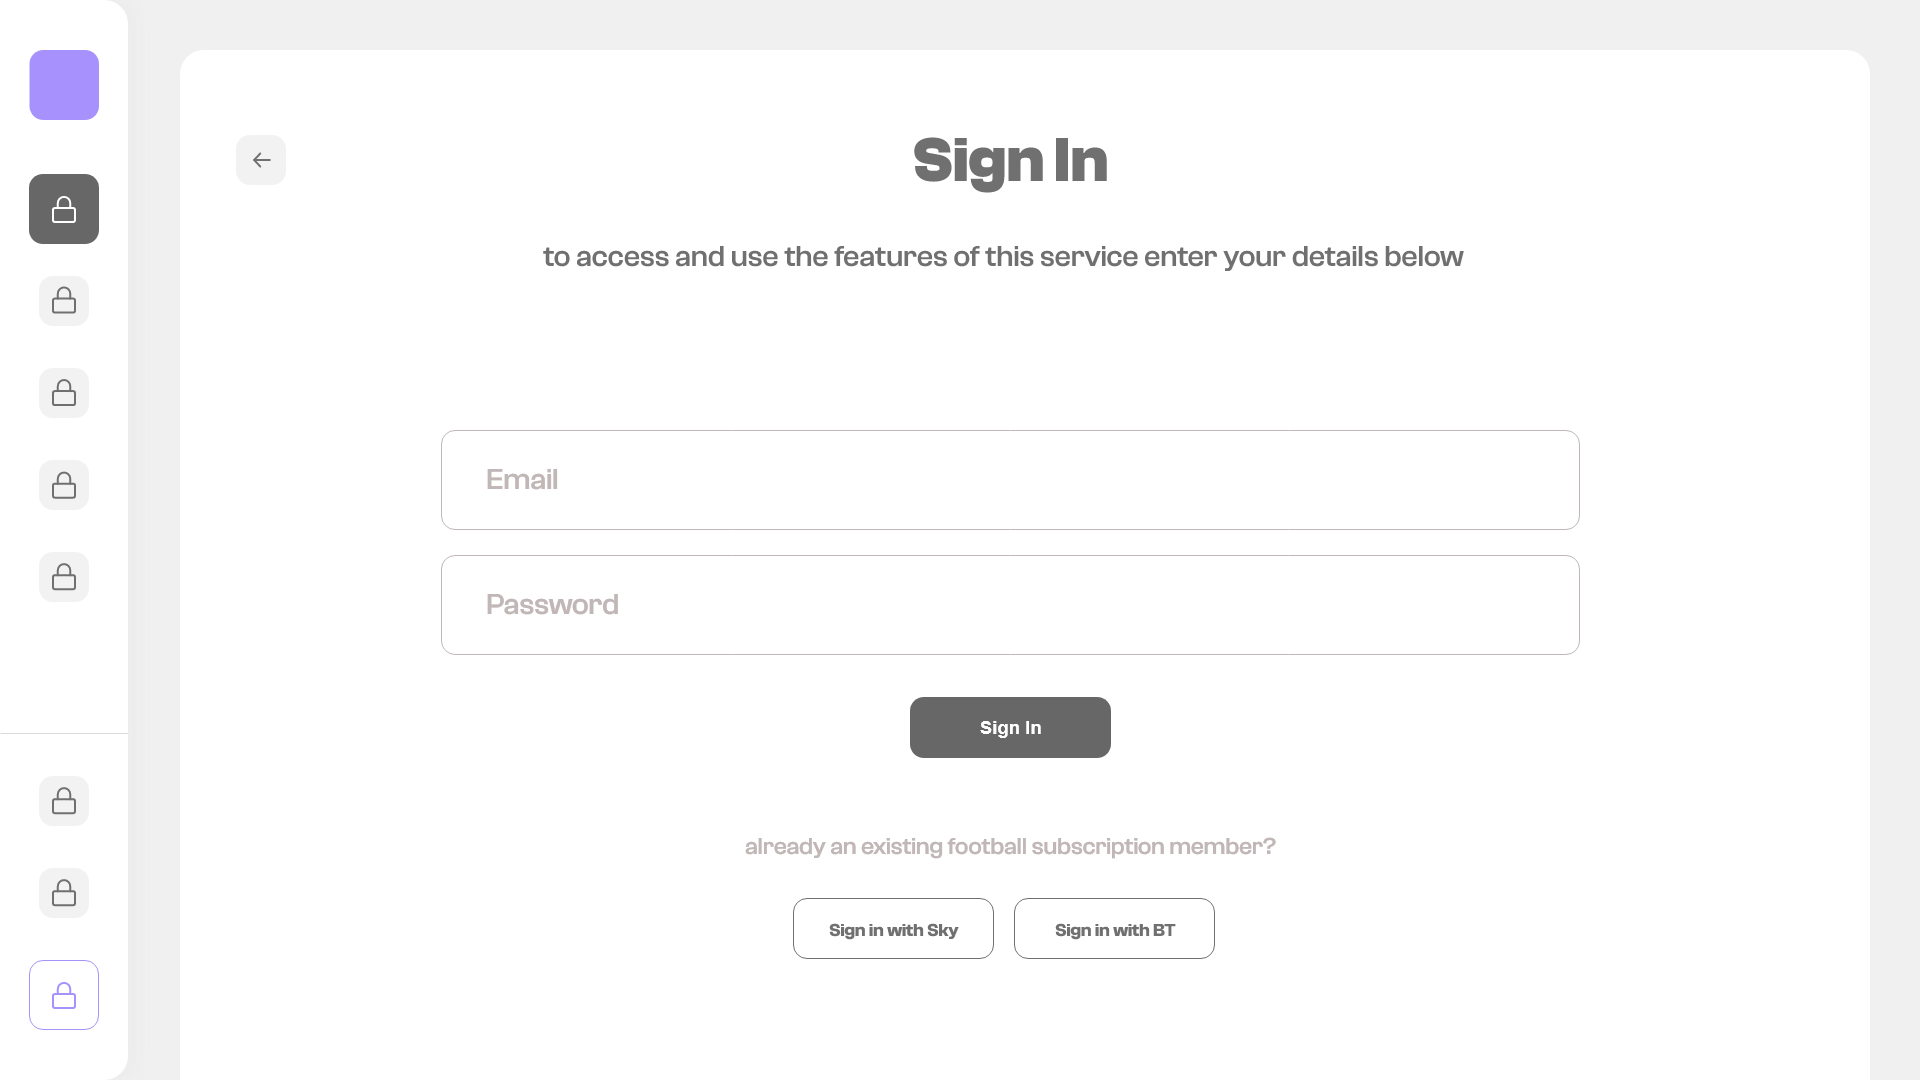 Sign In
to access and use the features of this service enter your details below
Email
Password
Sign In
already an existing football subscription member?
Sign in with Sky
Sign in with BT